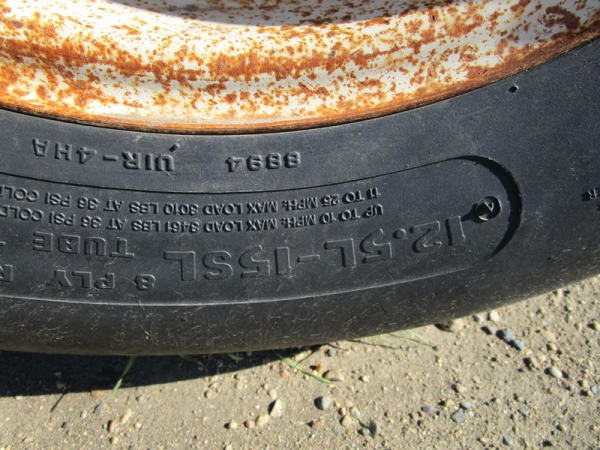 12.5L-15SL
8 PLY R
TUBE
UP TO 10 MPH; MAX LOAD 3461 LBS AT 36 PSI COLD
11 TO 25 MPH; MAX LOAD 3010 LBS AT 36 PSI COLD
8894 UIR-4HA